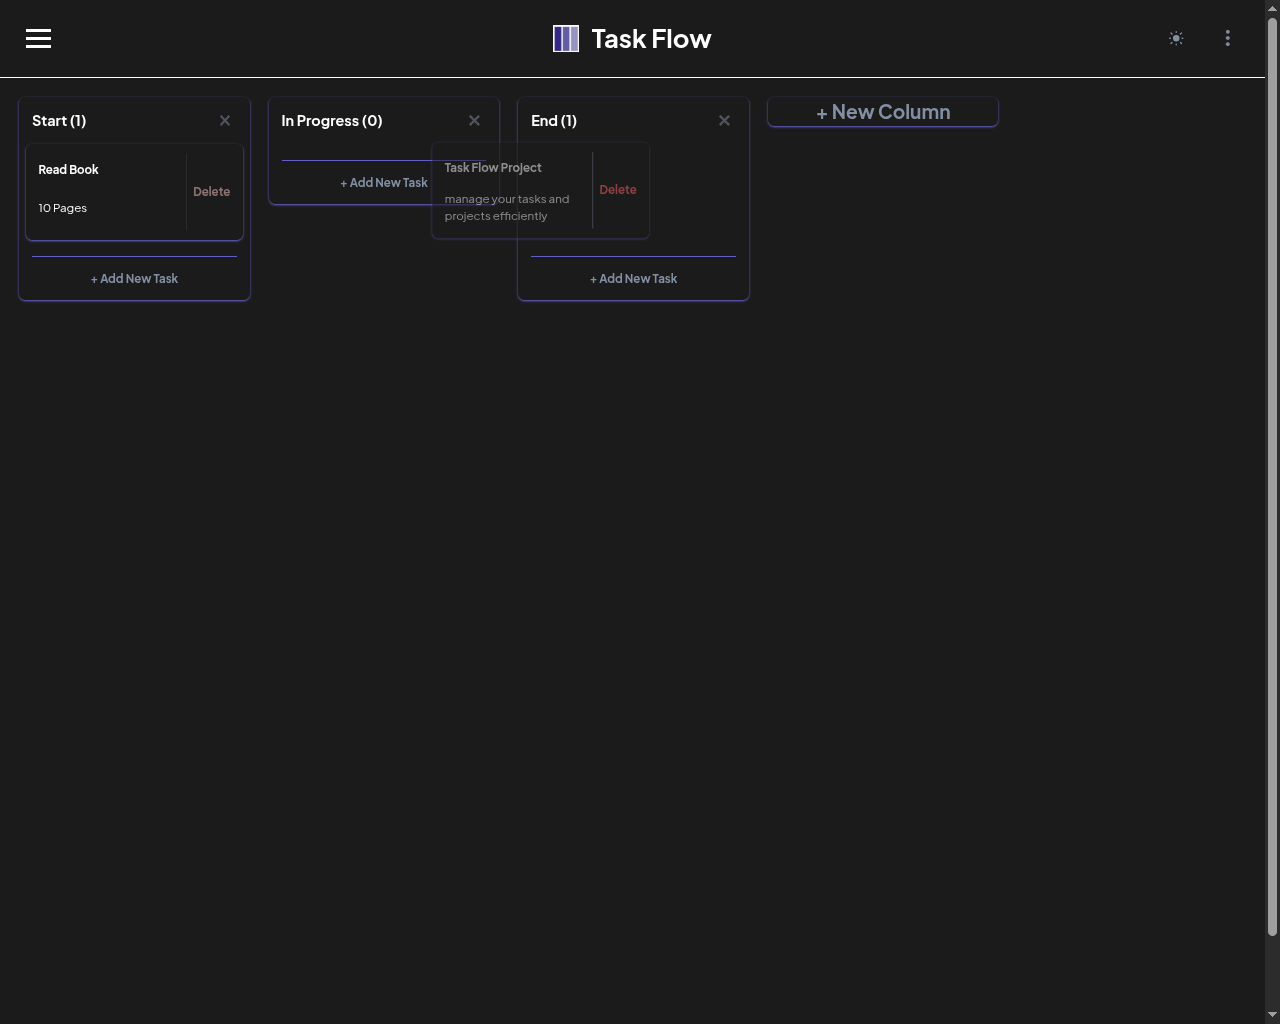 Task Flow
Start (1)
Read Book
10 Pages
Delete
+ Add New Task
In Progress (0)
+ Add New Task
End (1)
Task Flow Project
manage your tasks and
projects efficiently
Delete
+ Add New Task
+ New Column